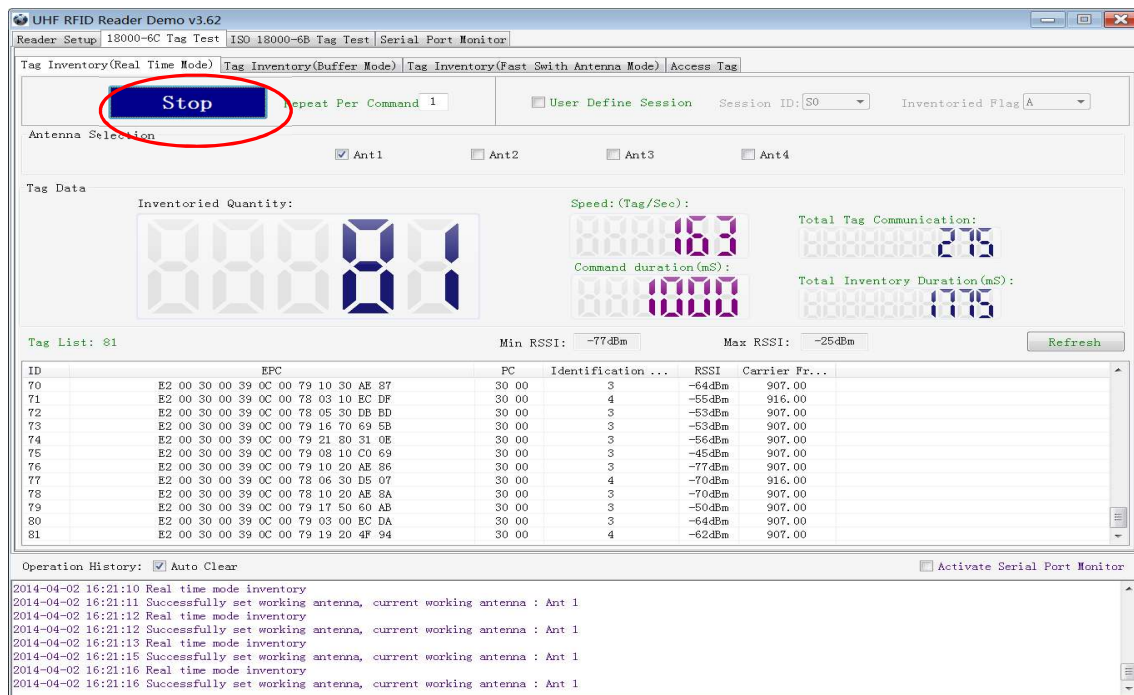 UHF RFID Reader Demo v3.62
Reader Setup 18000-6C Tag Test ISO 18000-6B Tag Test Serial Port Monitor
Tag Inventory(Real Time Mode) Tag Inventory(Buffer Mode) Tag Inventory(Fast Swith Antenna Mode) Access Tag
Stop Repeat Per Command 1 User Define Session Session ID: S0 Inventoried Flag A
Antenna Selection
Ant1 Ant2 Ant3 Ant4
Tag Data
Inventoried Quantity: Speed:(Tag/Sec):
Total Tag Communication:
81 163 275
Command duration(mS):
Total Inventory Duration(mS):
1000 1775
Tag List: 81 Min RSSI: -77dBm Max RSSI: -25dBm Refresh
ID EPC PC Identification ... RSSI Carrier Fr...
70 E2 00 30 00 39 0C 00 79 10 30 AE 87 30 00 3 -64dBm 907.00
71 E2 00 30 00 39 0C 00 78 03 10 EC DF 30 00 4 -55dBm 916.00
72 E2 00 30 00 39 0C 00 78 05 30 DB BD 30 00 3 -53dBm 907.00
73 E2 00 30 00 39 0C 00 79 16 70 69 5B 30 00 3 -53dBm 907.00
74 E2 00 30 00 39 0C 00 79 21 80 31 0E 30 00 3 -56dBm 907.00
75 E2 00 30 00 39 0C 00 79 08 10 C0 69 30 00 3 -45dBm 907.00
76 E2 00 30 00 39 0C 00 79 10 20 AE 86 30 00 3 -77dBm 907.00
77 E2 00 30 00 39 0C 00 78 06 30 D5 07 30 00 4 -70dBm 916.00
78 E2 00 30 00 39 0C 00 78 10 20 AE 8A 30 00 3 -70dBm 907.00
79 E2 00 30 00 39 0C 00 79 17 50 60 AB 30 00 3 -50dBm 907.00
80 E2 00 30 00 39 0C 00 79 03 00 EC DA 30 00 3 -64dBm 907.00
81 E2 00 30 00 39 0C 00 79 19 20 4F 94 30 00 4 -62dBm 907.00
Operation History: Auto Clear Activate Serial Port Monitor
2014-04-02 16:21:10 Real time mode inventory
2014-04-02 16:21:11 Successfully set working antenna, current working antenna : Ant 1
2014-04-02 16:21:12 Real time mode inventory
2014-04-02 16:21:12 Successfully set working antenna, current working antenna : Ant 1
2014-04-02 16:21:13 Real time mode inventory
2014-04-02 16:21:15 Successfully set working antenna, current working antenna : Ant 1
2014-04-02 16:21:16 Real time mode inventory
2014-04-02 16:21:16 Successfully set working antenna, current working antenna : Ant 1